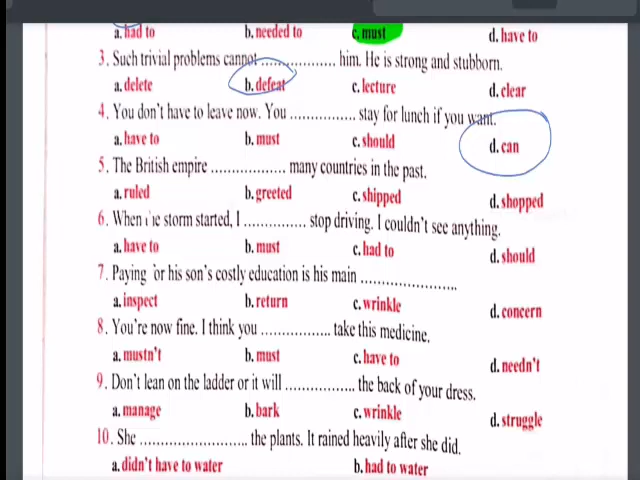 a. had to b. needed to c. must d. have to
3. Such trivial problems cannot .................. him. He is strong and stubborn.
a. delete b. defeat c. lecture d. clear
4. You don't have to leave now. You ............... stay for lunch if you want.
a. have to b. must c. should d. can
5. The British empire .................. many countries in the past.
a. ruled b. greeted c. shipped d. shopped
6. When the storm started, I ............... stop driving. I couldn't see anything.
a. have to b. must c. had to d. should
7. Paying for his son's costly education is his main ........................
a. inspect b. return c. wrinkle d. concern
8. You're now fine. I think you ................. take this medicine.
a. mustn't b. must c. have to d. needn't
9. Don't lean on the ladder or it will ................. the back of your dress.
a. manage b. bark c. wrinkle d. struggle
10. She .......................... the plants. It rained heavily after she did.
a. didn't have to water b. had to water